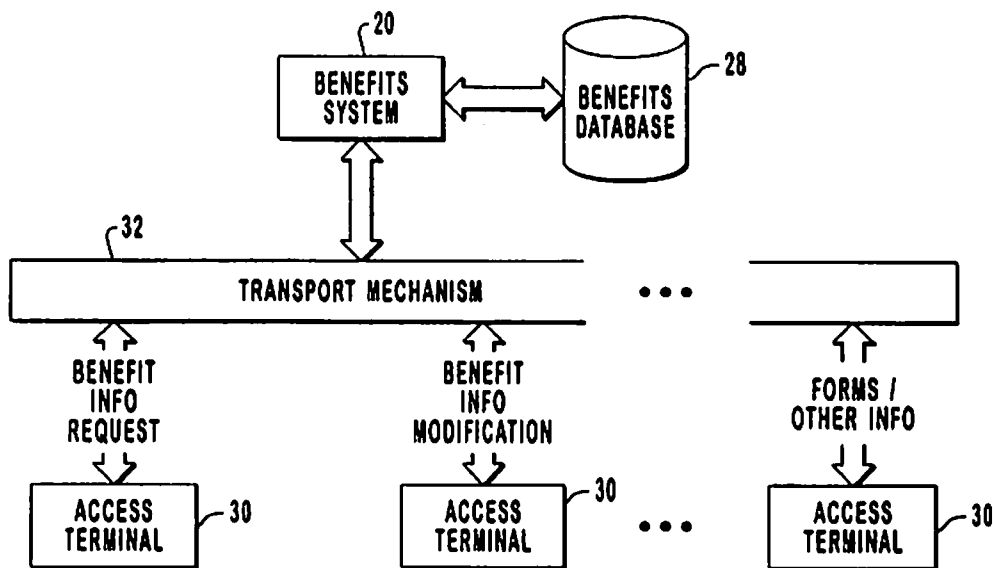 20
BENEFITS
SYSTEM
BENEFITS
DATABASE
28
32
TRANSPORT MECHANISM
BENEFIT
INFO
REQUEST
BENEFIT
INFO
MODIFICATION
FORMS /
OTHER INFO
ACCESS
TERMINAL
30
ACCESS
TERMINAL
30
ACCESS
TERMINAL
30